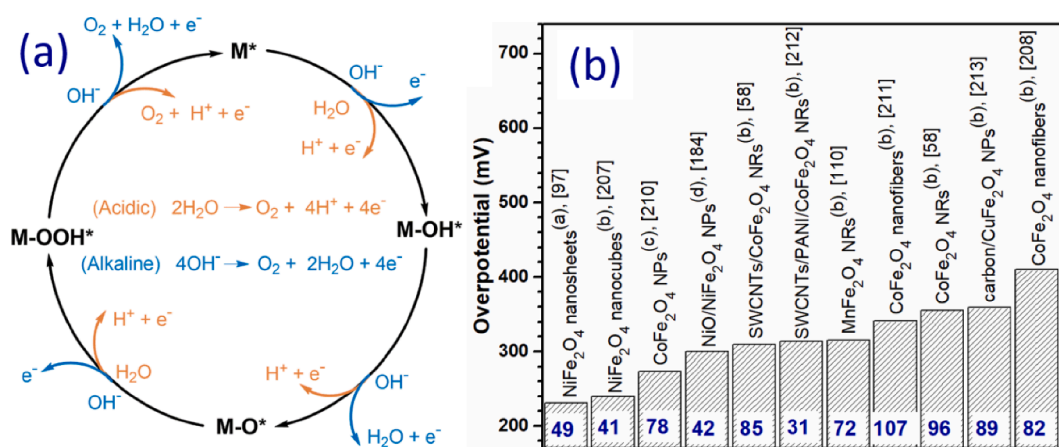 (a)
O₂ + H₂O + e⁻
M*
OH⁻
OH⁻
e⁻
O₂ + H⁺ + e⁻
H₂O
H⁺ + e⁻
(Acidic) 2H₂O → O₂ + 4H⁺ + 4e⁻
M-OOH*
M-OH*
(Alkaline) 4OH⁻ → O₂ + 2H₂O + 4e⁻
H⁺ + e⁻
e⁻
H₂O
OH⁻
H⁺ + e⁻
OH⁻
M-O*
H₂O + e⁻
(b)
Overpotential (mV)
700
600
500
400
300
200
NiFe₂O₄ nanosheets(a), [97]
NiFe₂O₄ nanocubes(b), [207]
CoFe₂O₄ NPs(c), [210]
NiO/NiFe₂O₄ NPs(d), [184]
SWCNTs/CoFe₂O₄ NRs(b), [58]
SWCNTs/PANI/CoFe₂O₄ NRs(b), [212]
MnFe₂O₄ NRs(b), [110]
CoFe₂O₄ nanofibers(b), [211]
CoFe₂O₄ NRs(b), [58]
carbon/CuFe₂O₄ NPs(b), [213]
CoFe₂O₄ nanofibers(b), [208]
49 41 78 42 85 31 72 107 96 89 82